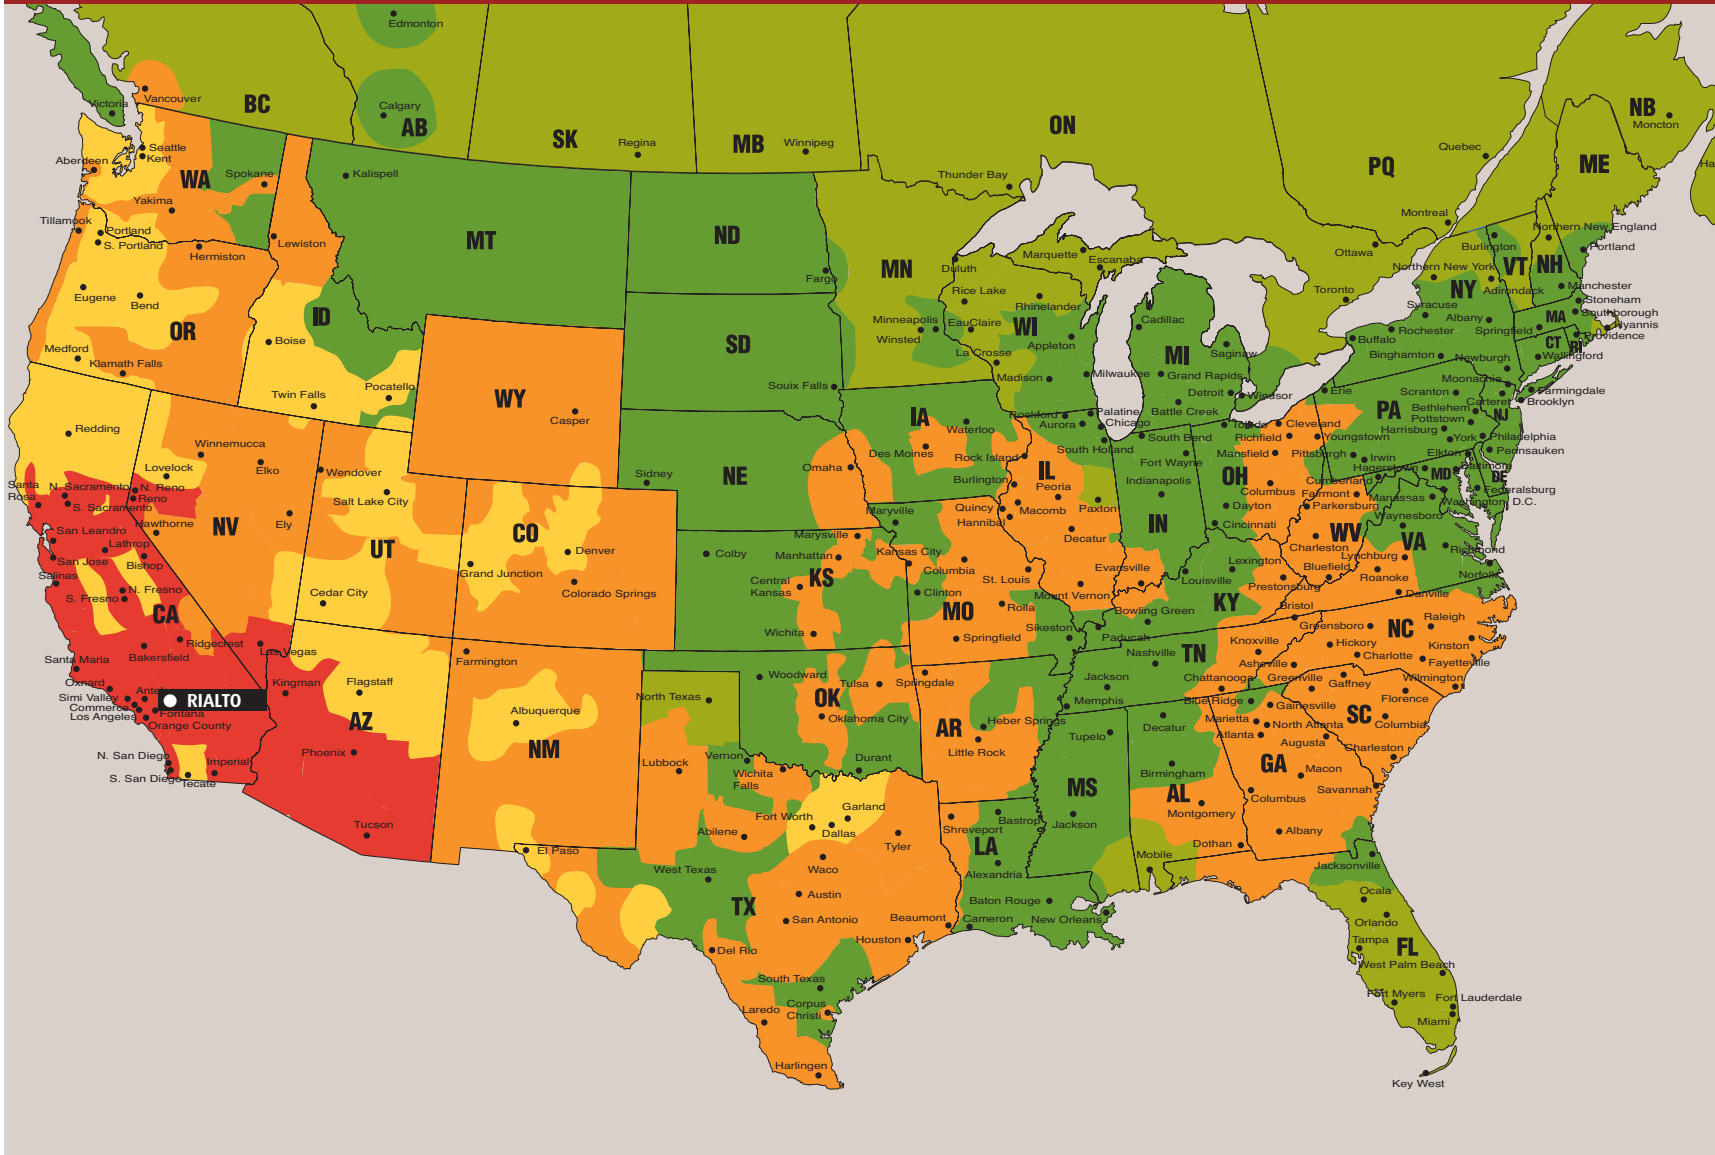 Edmonton
Victoria
Vancouver
BC
Calgary
AB
SK
Regina
MB
Winnipeg
ON
Thunder Bay
PQ
Quebec
NB
Moncton
Ha
ME
Montreal
Ottawa
Toronto
Seattle
Kent
Aberdeen
WA
Spokane
Yakima
Tillamook
Portland
S. Portland
Hermiston
Lewiston
Eugene
Bend
OR
Medford
Klamath Falls
Kalispell
MT
ID
Boise
Twin Falls
Pocatello
WY
Casper
ND
Fargo
SD
Souix Falls
MN
Duluth
Minneapolis
Winsted
Marquette
Escanaba
Rice Lake
Rhinelander
EauClaire
WI
La Crosse
Appleton
Madison
Milwaukee
Cadillac
MI
Saginaw
Grand Rapids
Detroit
Windsor
Battle Creek
Burlington
Northern New England
Portland
VT
NH
Northern New York
Adirondack
NY
Manchester
Stoneham
Southborough
Hyannis
MA
Syracuse
Albany
Springfield
Rochester
Buffalo
Providence
CT
RI
Wallingford
Binghamton
Newburgh
Moonachie
Farmingdale
Brooklyn
Carteret
NJ
Erie
PA
Scranton
Bethlehem
Pottstown
Harrisburg
York
Philadelphia
Pennsauken
Elkton
Pittsburgh
Irwin
Hagerstown
Cumberland
MD
Baltimore
DE
Federalsburg
Washington D.C.
Manassas
Redding
Santa
Rosa
N. Sacramento
S. Sacramento
San Leandro
Lathrop
San Jose
Salinas
Bishop
N. Fresno
S. Fresno
CA
Bakersfield
Ridgecrest
Santa Maria
Oxnard
Simi Valley
Commerce
Los Angeles
RIALTO
Fontana
Orange County
N. San Diego
S. San Diego
Tecate
Imperial
Winnemucca
Elko
Lovelock
N. Reno
Reno
Hawthorne
NV
Ely
Las Vegas
Wendover
Salt Lake City
UT
Cedar City
Kingman
Flagstaff
AZ
Phoenix
Tucson
CO
Denver
Grand Junction
Colorado Springs
Farmington
Albuquerque
NM
Sidney
NE
Omaha
IA
Waterloo
Des Moines
Rock Island
Burlington
Colby
Marysville
Manhattan
KS
Central
Kansas
Wichita
Maryville
Kansas City
Columbia
Clinton
MO
St. Louis
Rolla
Springfield
Sikeston
Quincy
Hannibal
Rockford
Aurora
Palatine
Chicago
South Holland
IL
Peoria
Macomb
Paxton
Decatur
Mount Vernon
South Bend
Fort Wayne
Indianapolis
IN
Evansville
Toledo
Cleveland
Richfield
Youngstown
Mansfield
OH
Columbus
Dayton
Cincinnati
Fairmont
Parkersburg
WV
Charleston
Bluefield
Waynesboro
VA
Richmond
Lynchburg
Roanoke
Norfolk
Danville
Lexington
Louisville
Prestonsburg
KY
Bowling Green
Paducah
Bristol
Nashville
TN
Knoxville
Jackson
Memphis
Chattanooga
Greensboro
Raleigh
NC
Hickory
Kinston
Charlotte
Fayetteville
Asheville
Wilmington
Greenville
Gaffney
Florence
SC
Columbia
Charleston
Blue Ridge
Gainesville
Marietta
North Atlanta
Atlanta
Augusta
GA
Macon
Savannah
Columbus
Albany
Woodward
Tulsa
OK
Oklahoma City
Durant
Springdale
AR
Heber Springs
Little Rock
North Texas
Lubbock
Vernon
Wichita
Falls
Abilene
Fort Worth
Garland
Dallas
Tyler
Waco
El Paso
West Texas
TX
Austin
San Antonio
Beaumont
Houston
Del Rio
South Texas
Corpus
Christi
Laredo
Harlingen
Shreveport
Bastrop
LA
Alexandria
Baton Rouge
Cameron
New Orleans
Tupelo
MS
Jackson
Decatur
Birmingham
AL
Montgomery
Dothan
Mobile
Jacksonville
Ocala
Orlando
Tampa
FL
West Palm Beach
Fort Myers
Fort Lauderdale
Miami
Key West